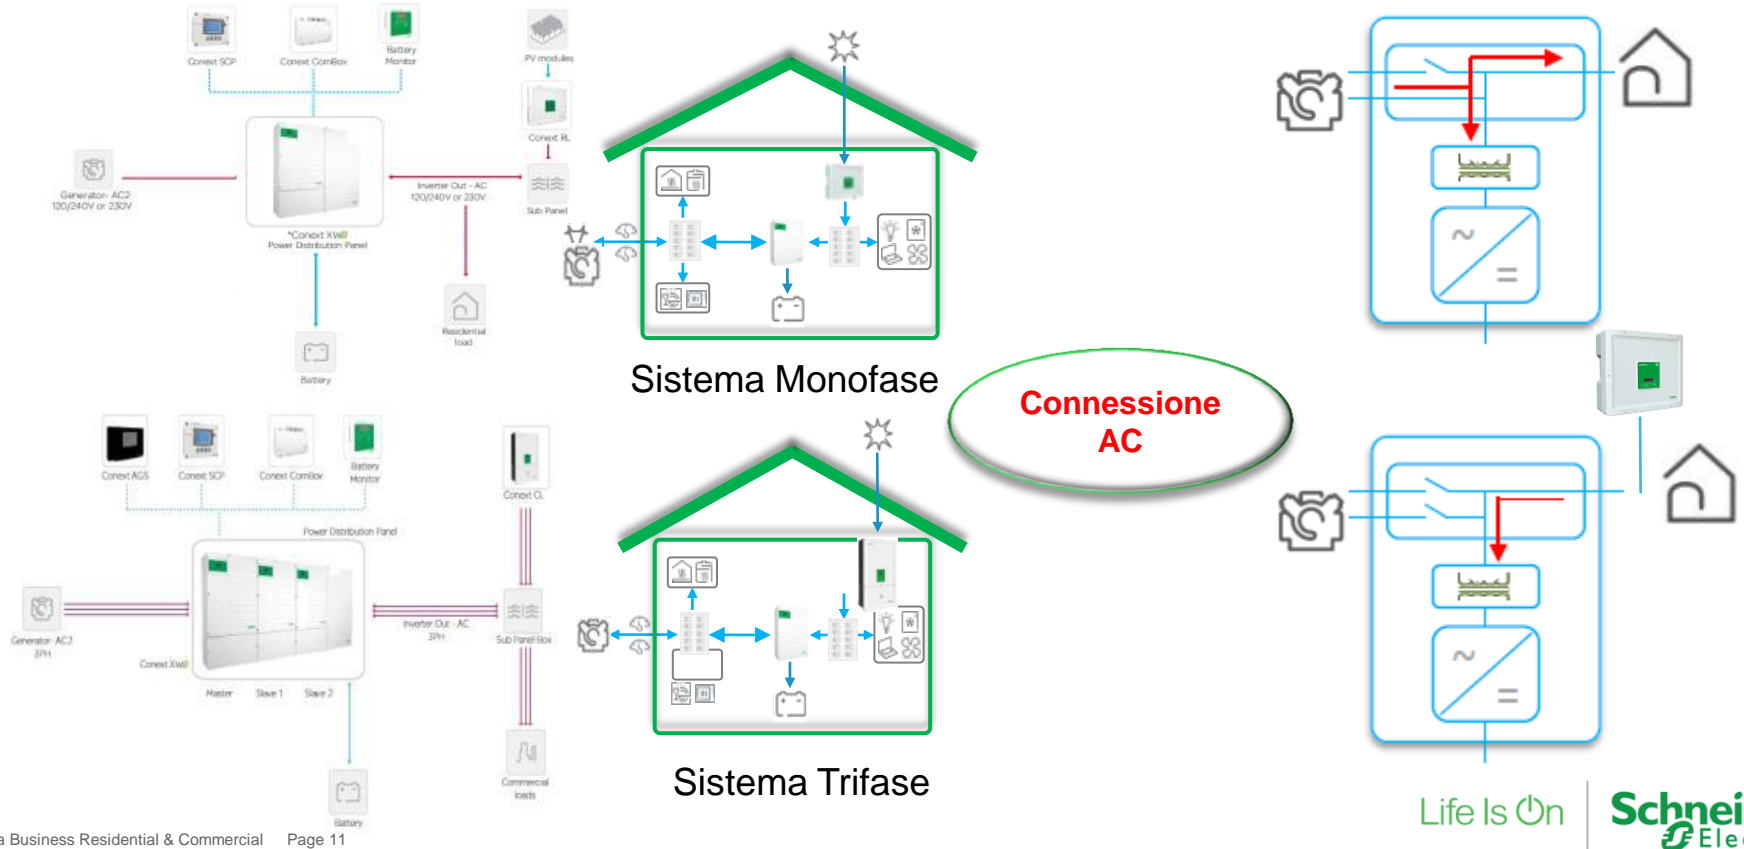 Conext SCP
Conext ComBox
Battery
Monitor
PV modules
Conext RL
Generator- AC2
120/240V or 230V
Inverter Out - AC
120/240V or 230V
Sub Panel
*Conext XW
Power Distribution Panel
Residential
load
Battery
Sistema Monofase
Connessione
AC
Conext AGS
Conext SCP
Conext ComBox
Battery
Monitor
Conext CL
Power Distribution Panel
Generator- AC2
3PH
Inverter Out - AC
3PH
Sub Panel Box
Conext XW
Master
Slave 1
Slave 2
Commercial
loads
Battery
Sistema Trifase
Life Is On
Schnei
Elec
a Business Residential & Commercial
Page 11